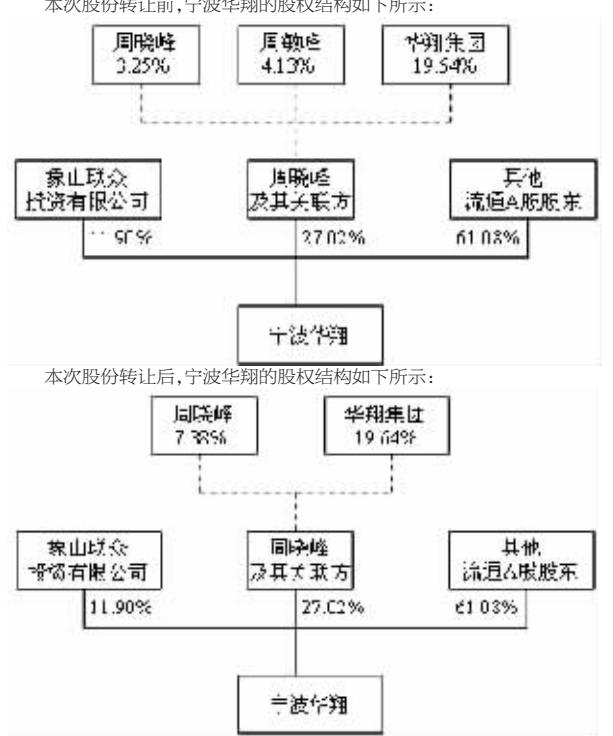 本次股份转让前,宁波华翔的股权结构如下所示:
周晓峰 周敏峰 华翔集团
3.25% 4.13% 19.64%
象山联众 周晓峰 其他
投资有限公司 及其关联方 流通A股股东
27.02% 61.08%
宁波华翔
本次股份转让后,宁波华翔的股权结构如下所示:
周晓峰 华翔集团
7.38% 19.64%
象山联众 周晓峰 其他
投资有限公司 及其关联方 流通A股股东
11.90% 27.02% 61.08%
宁波华翔